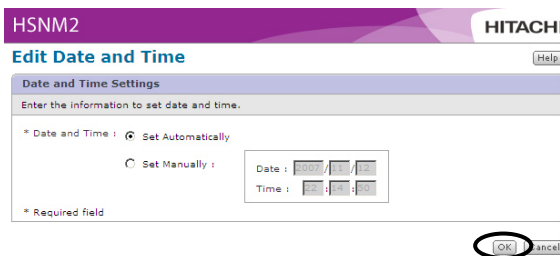 HSNM2 HITACHI
Edit Date and Time Help
Date and Time Settings
Enter the information to set date and time.
* Date and Time : Set Automatically
Set Manually :
Date : 2007 / 11 / 12
Time : 22 : 14 : 50
* Required field
OK Cancel